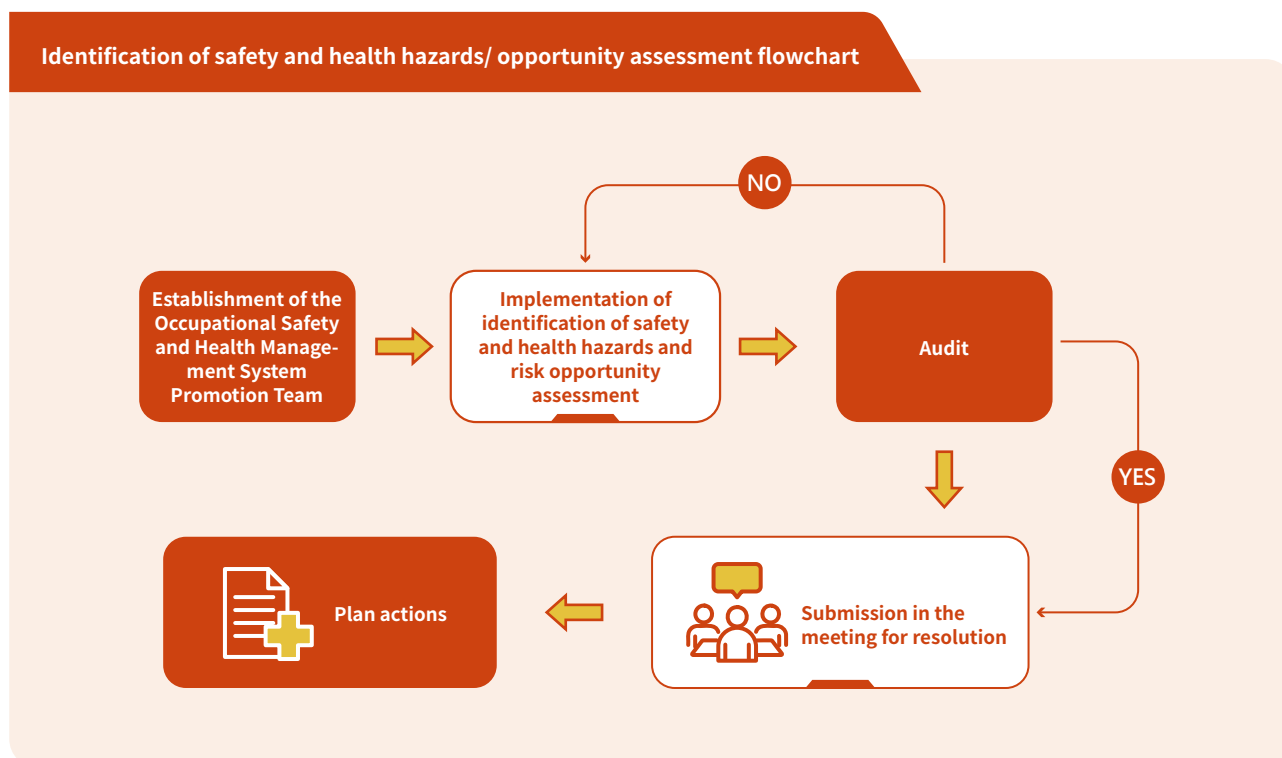 Identification of safety and health hazards/ opportunity assessment flowchart
NO
Establishment of the
Occupational Safety
and Health Manage-
ment System
Promotion Team
Implementation of
identification of safety
and health hazards and
risk opportunity
assessment
Audit
YES
Submission in the
meeting for resolution
Plan actions